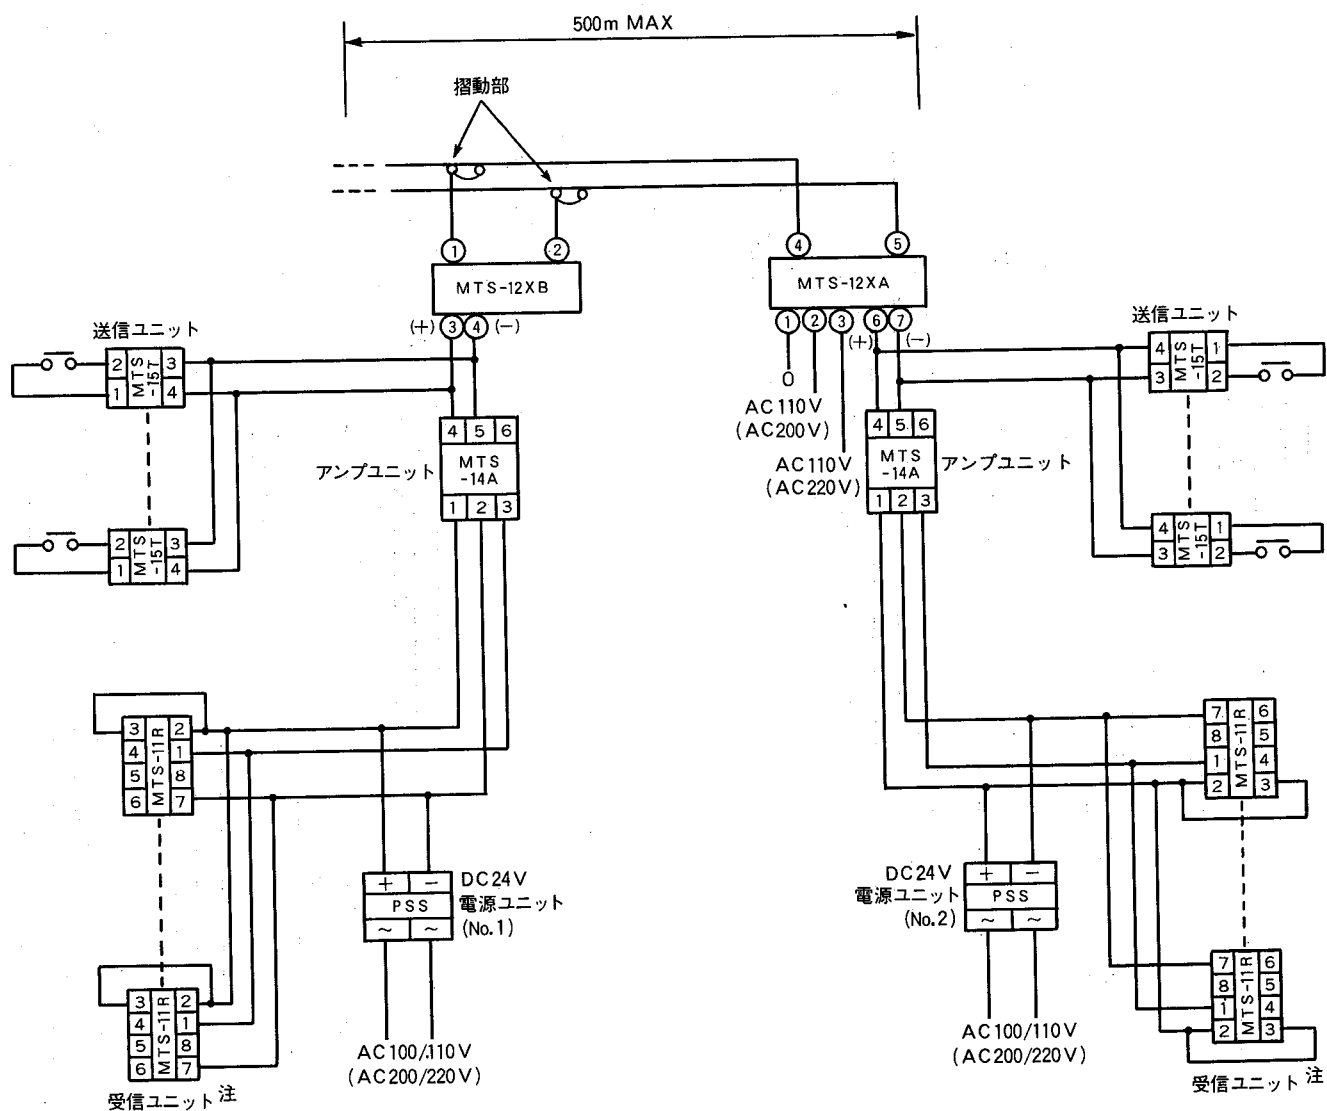 500m MAX
摺動部
① ②
MTS-12XB
(+) ③ ④ (-)
④ ⑤
MTS-12XA
① ② ③ ⑥ ⑦
(+) (-)
0
AC110V
(AC200V)
AC110V
(AC220V)
送信ユニット
2 MTS-15T 3
1 4
2 MTS-15T 3
1 4
4 5 6
MTS
-14A
1 2 3
アンプユニット
送信ユニット
4 MTS-15T 1
3 2
4 MTS-15T 1
3 2
4 5 6
MTS
-14A
1 2 3
アンプユニット
3 MTS-11R 2
4 1
5 8
6 7
3 MTS-11R 2
4 1
5 8
6 7
受信ユニット 注
+ -
PSS
~ ~
DC24V
電源ユニット
(No.1)
AC100/110V
(AC200/220V)
DC24V
電源ユニット
(No.2)
+ -
PSS
~ ~
AC100/110V
(AC200/220V)
7 MTS-11R 6
8 5
1 4
2 3
7 MTS-11R 6
8 5
1 4
2 3
受信ユニット 注